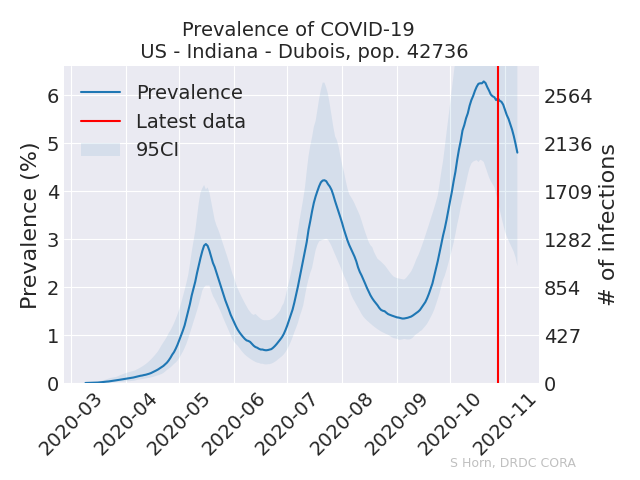 Prevalence of COVID-19
US - Indiana - Dubois, pop. 42736
Prevalence
Latest data
95CI
Prevalence (%)
6
5
4
3
2
1
0
2564
2136
1709
1282
854
427
0
# of infections
2020-03
2020-04
2020-05
2020-06
2020-07
2020-08
2020-09
2020-10
2020-11
S Horn, DRDC CORA